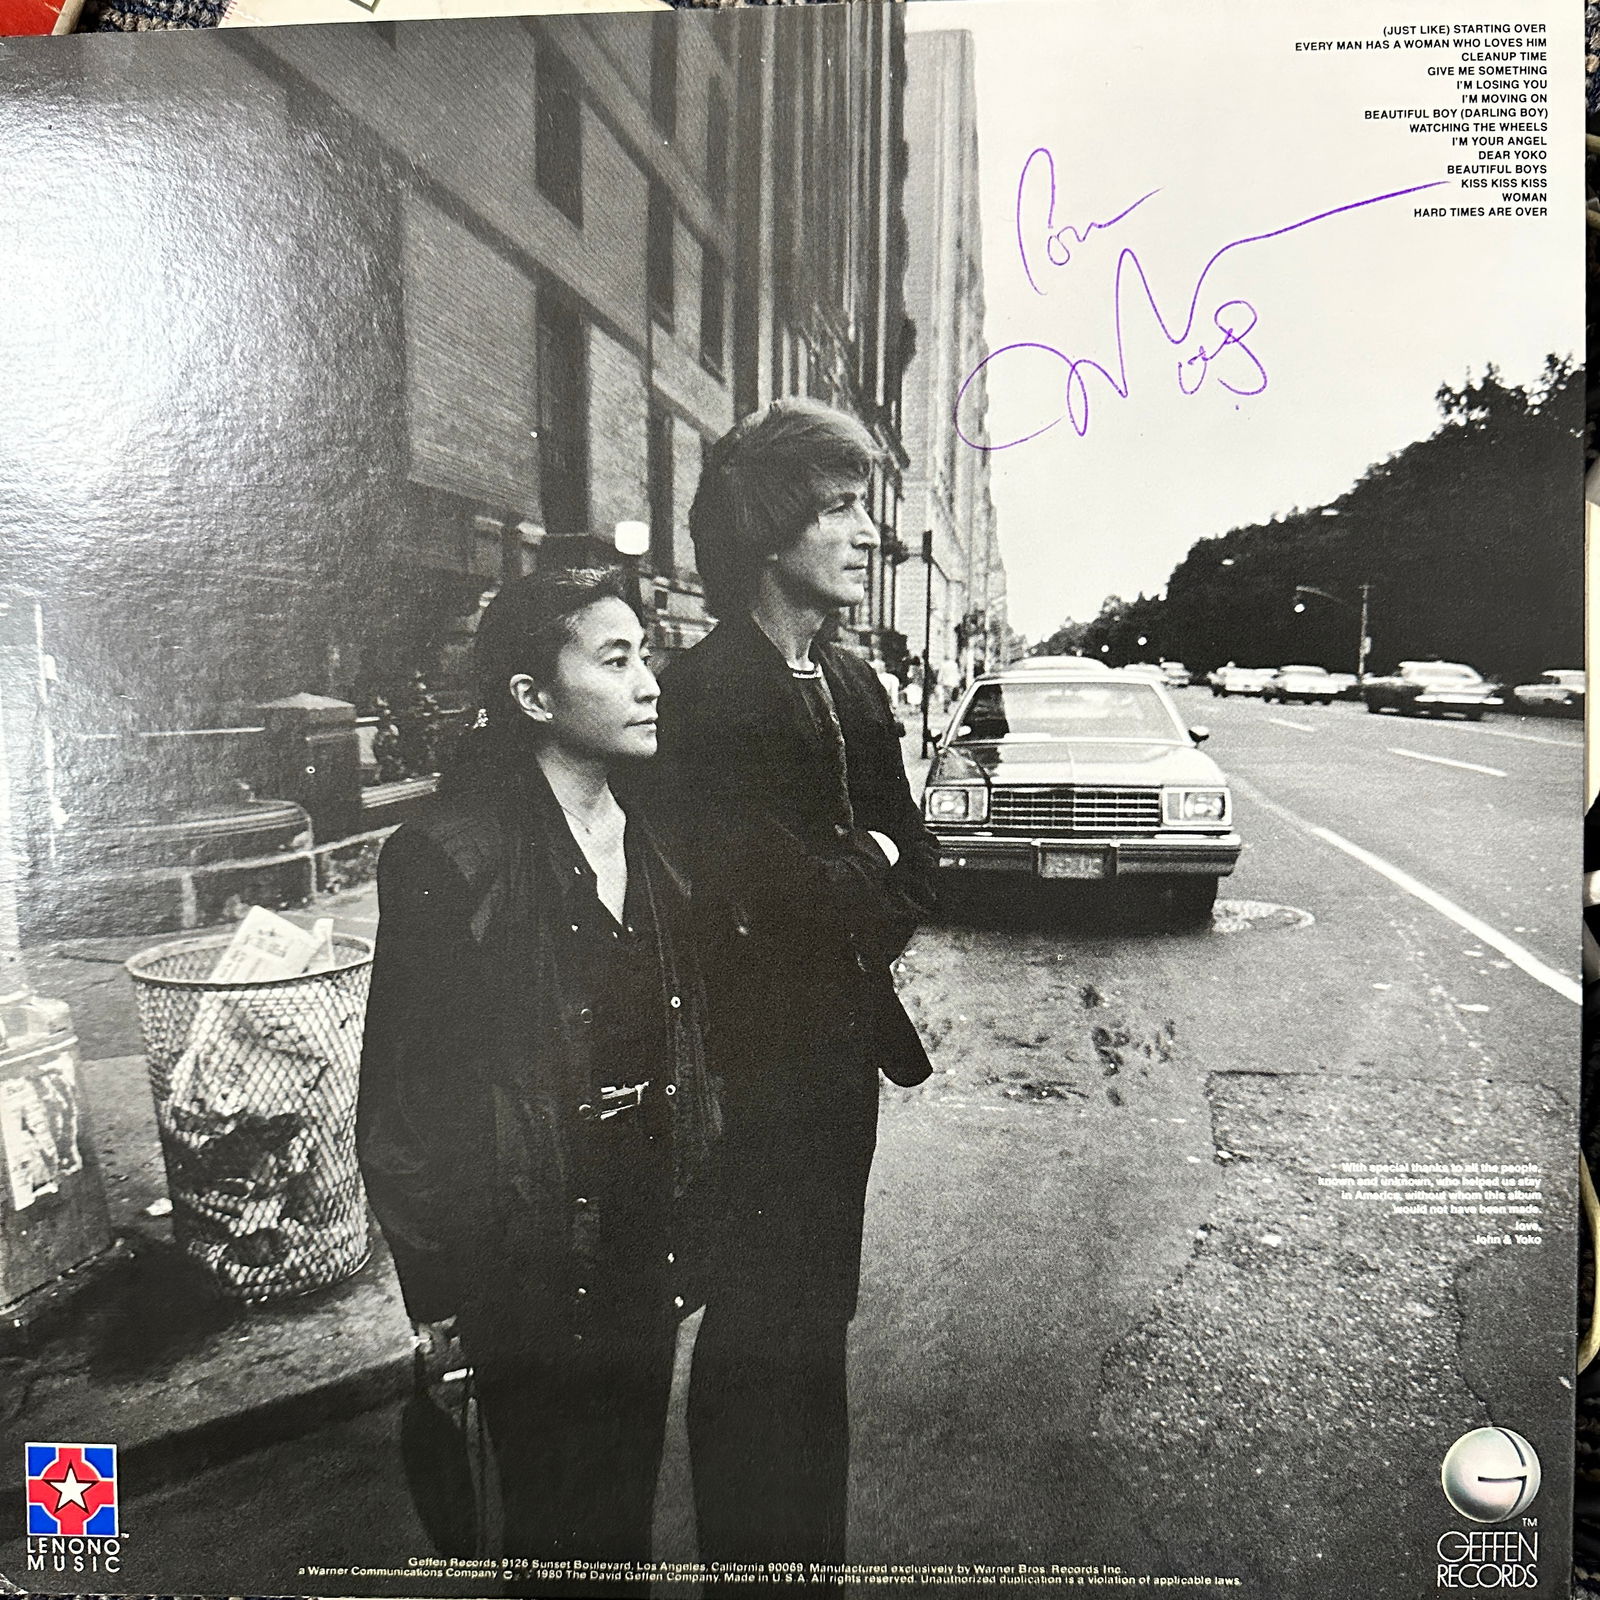 (JUST LIKE) STARTING OVER
EVERY MAN HAS A WOMAN WHO LOVES HIM
CLEANUP TIME
GIVE ME SOMETHING
I'M LOSING YOU
I'M MOVING ON
BEAUTIFUL BOY (DARLING BOY)
WATCHING THE WHEELS
I'M YOUR ANGEL
DEAR YOKO
BEAUTIFUL BOYS
KISS KISS KISS
WOMAN
HARD TIMES ARE OVER
With special thanks to all the people,
known and unknown, who helped us stay
in America, without whom this album
would not have been made.
love,
John & Yoko
LENONO
MUSIC
TM
GEFFEN
RECORDS
Geffen Records, 9126 Sunset Boulevard, Los Angeles, California 90069. Manufactured exclusively by Warner Bros. Records Inc.,
a Warner Communications Company. © 1980 The David Geffen Company. Made in U.S.A. All rights reserved. Unauthorized duplication is a violation of applicable laws.